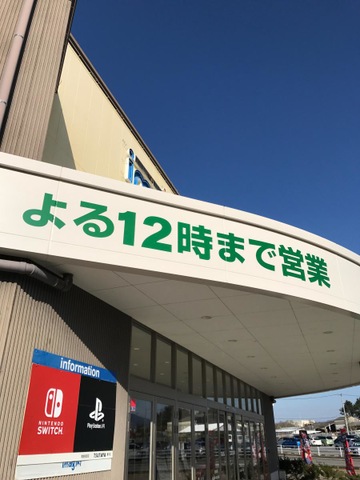 よる12時まで営業
information
NINTENDO
SWITCH
PlayStation